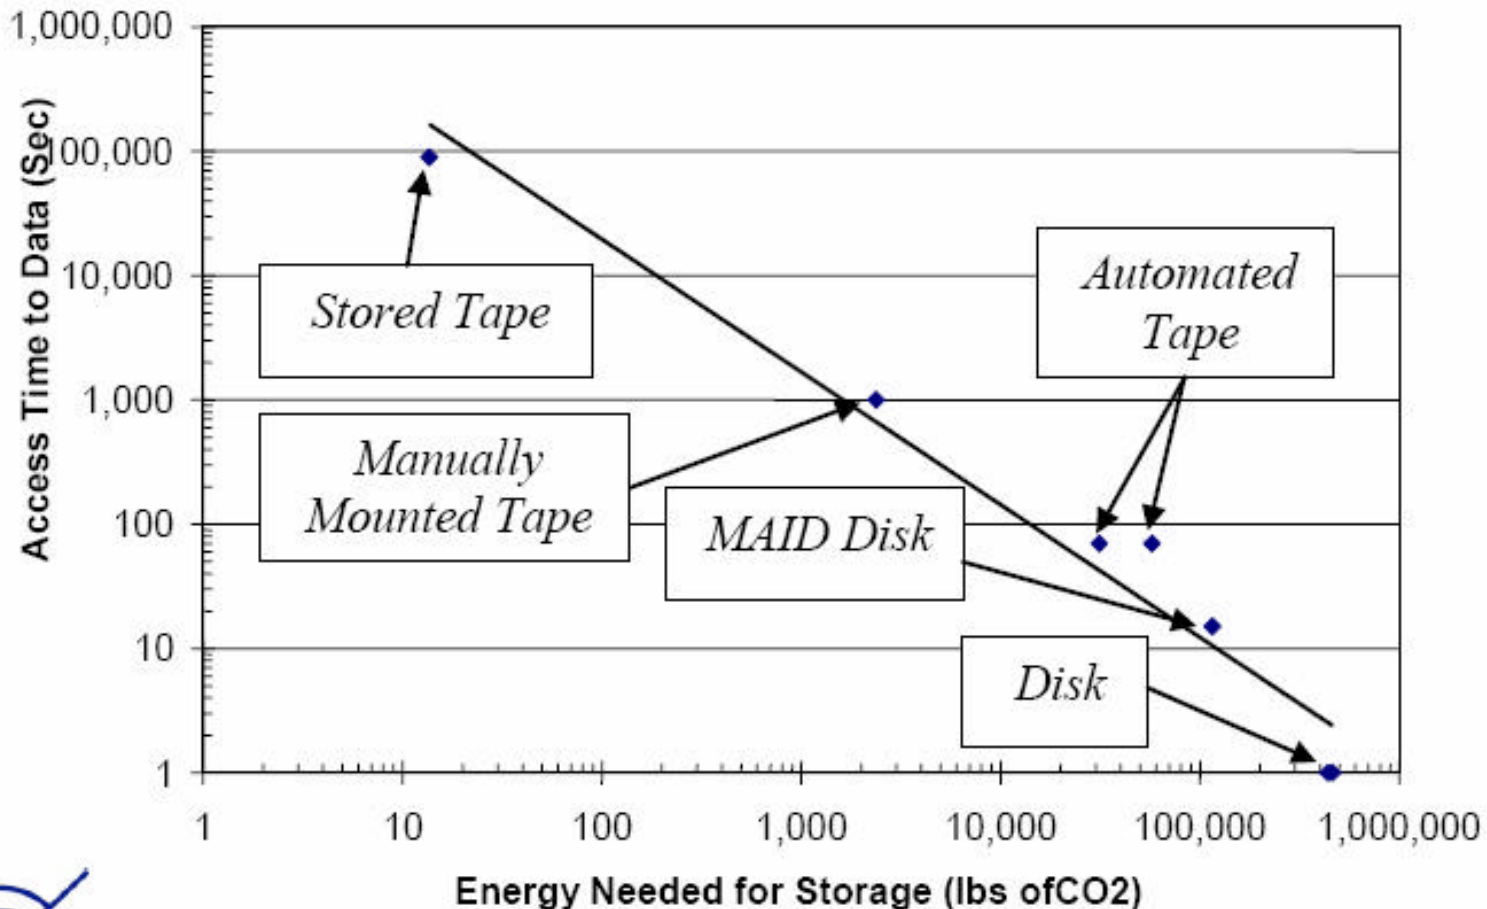 1,000,000
100,000
10,000
1,000
100
10
1
Access Time to Data (Sec)
Stored Tape
Manually
Mounted Tape
MAID Disk
Automated
Tape
Disk
1
10
100
1,000
10,000
100,000
1,000,000
Energy Needed for Storage (lbs ofCO2)